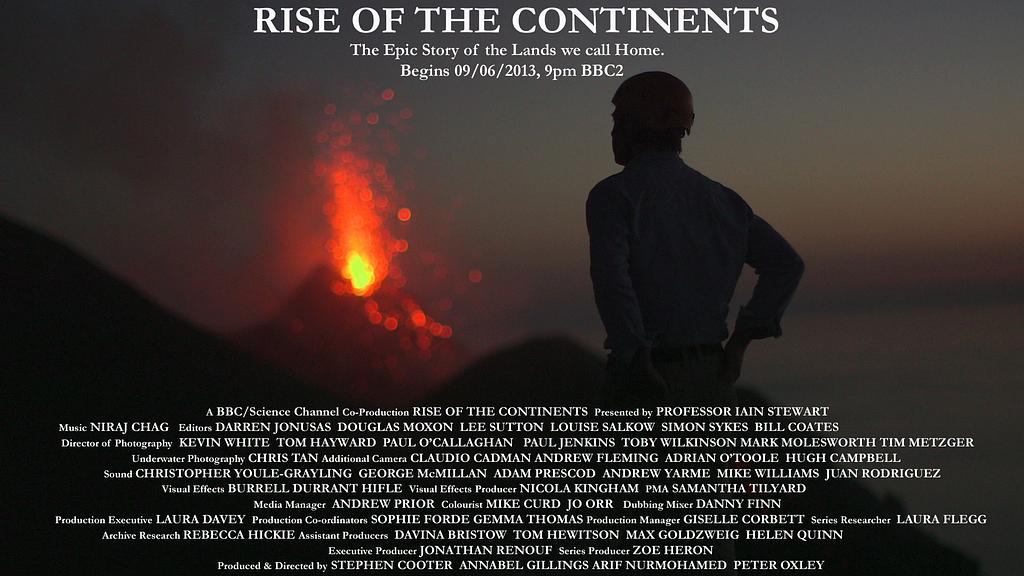 RISE OF THE CONTINENTS
The Epic Story of the Lands we call Home.
Begins 09/06/2013, 9pm BBC2
A BBC/Science Channel Co-Production RISE OF THE CONTINENTS Presented by PROFESSOR IAIN STEWART
Music NIRAJ CHAG Editors DARREN JONUSAS DOUGLAS MOXON LEE SUTTON LOUISE SALKOW SIMON SYKES BILL COATES
Director of Photography KEVIN WHITE TOM HAYWARD PAUL O'CALLAGHAN PAUL JENKINS TOBY WILKINSON MARK MOLESWORTH TIM METZGER
Underwater Photography CHRIS TAN Additional Camera CLAUDIO CADMAN ANDREW FLEMING ADRIAN O'TOOLE HUGH CAMPBELL
Sound CHRISTOPHER YOULE-GRAYLING GEORGE McMILLAN ADAM PRESCOD ANDREW YARME MIKE WILLIAMS JUAN RODRIGUEZ
Visual Effects BURRELL DURRANT HIFLE Visual Effects Producer NICOLA KINGHAM PMA SAMANTHA TILYARD
Media Manager ANDREW PRIOR Colourist MIKE CURD JO ORR Dubbing Mixer DANNY FINN
Production Executive LAURA DAVEY Production Co-ordinators SOPHIE FORDE GEMMA THOMAS Production Manager GISELLE CORBETT Series Researcher LAURA FLEGG
Archive Research REBECCA HICKIE Assistant Producers DAVINA BRISTOW TOM HEWITSON MAX GOLDZWEIG HELEN QUINN
Executive Producer JONATHAN RENOUF Series Producer ZOE HERON
Produced & Directed by STEPHEN COOTER ANNABEL GILLINGS ARIF NURMOHAMED PETER OXLEY